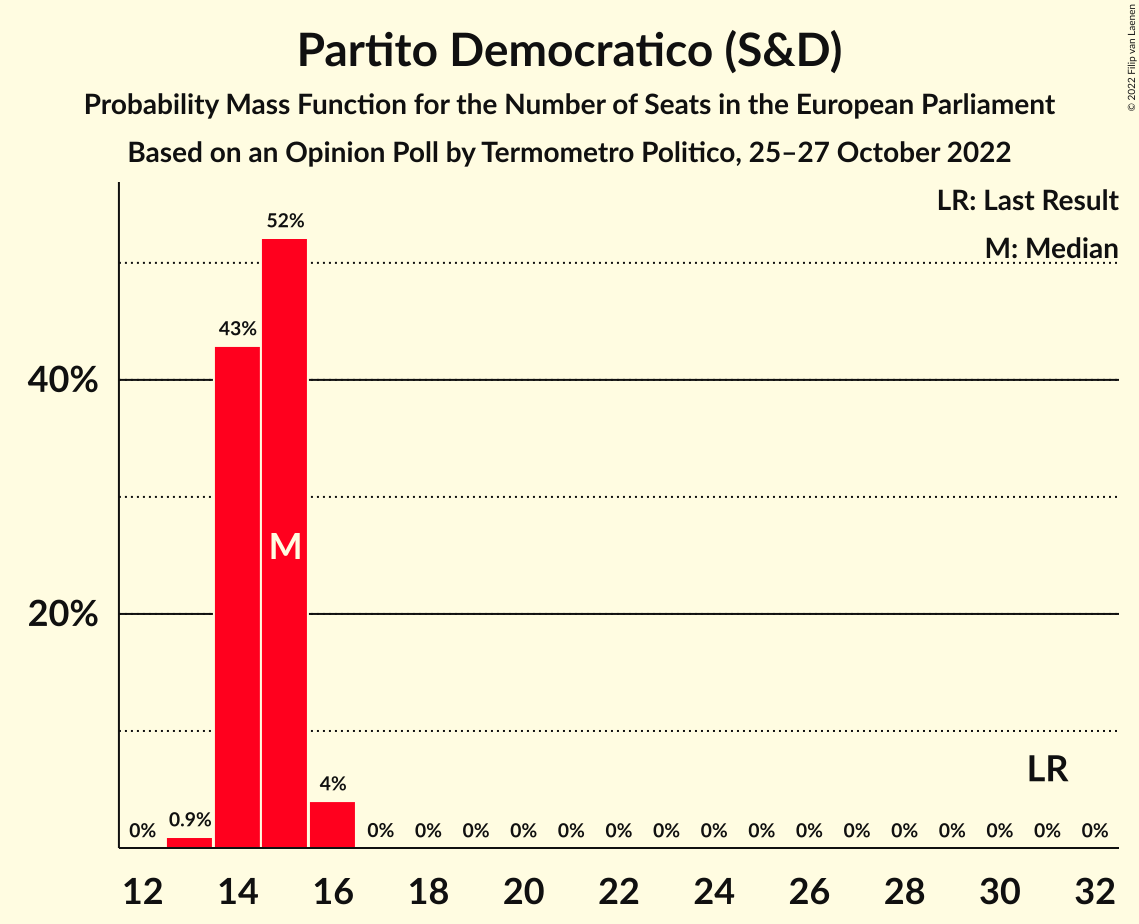 Partito Democratico (S&D)
Probability Mass Function for the Number of Seats in the European Parliament
Based on an Opinion Poll by Termometro Politico, 25–27 October 2022
© 2022 Filip van Laenen
LR: Last Result
M: Median
52%
43%
40%
M
20%
LR
4%
0% 0.9% 0% 0% 0% 0% 0% 0% 0% 0% 0% 0% 0% 0% 0% 0% 0% 0%
12 14 16 18 20 22 24 26 28 30 32